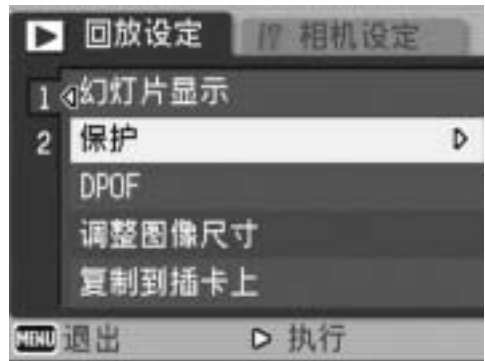 回放设定 相机设定
1 幻灯片显示
2 保护
DPOF
调整图像尺寸
复制到插卡上
MENU 退出 执行